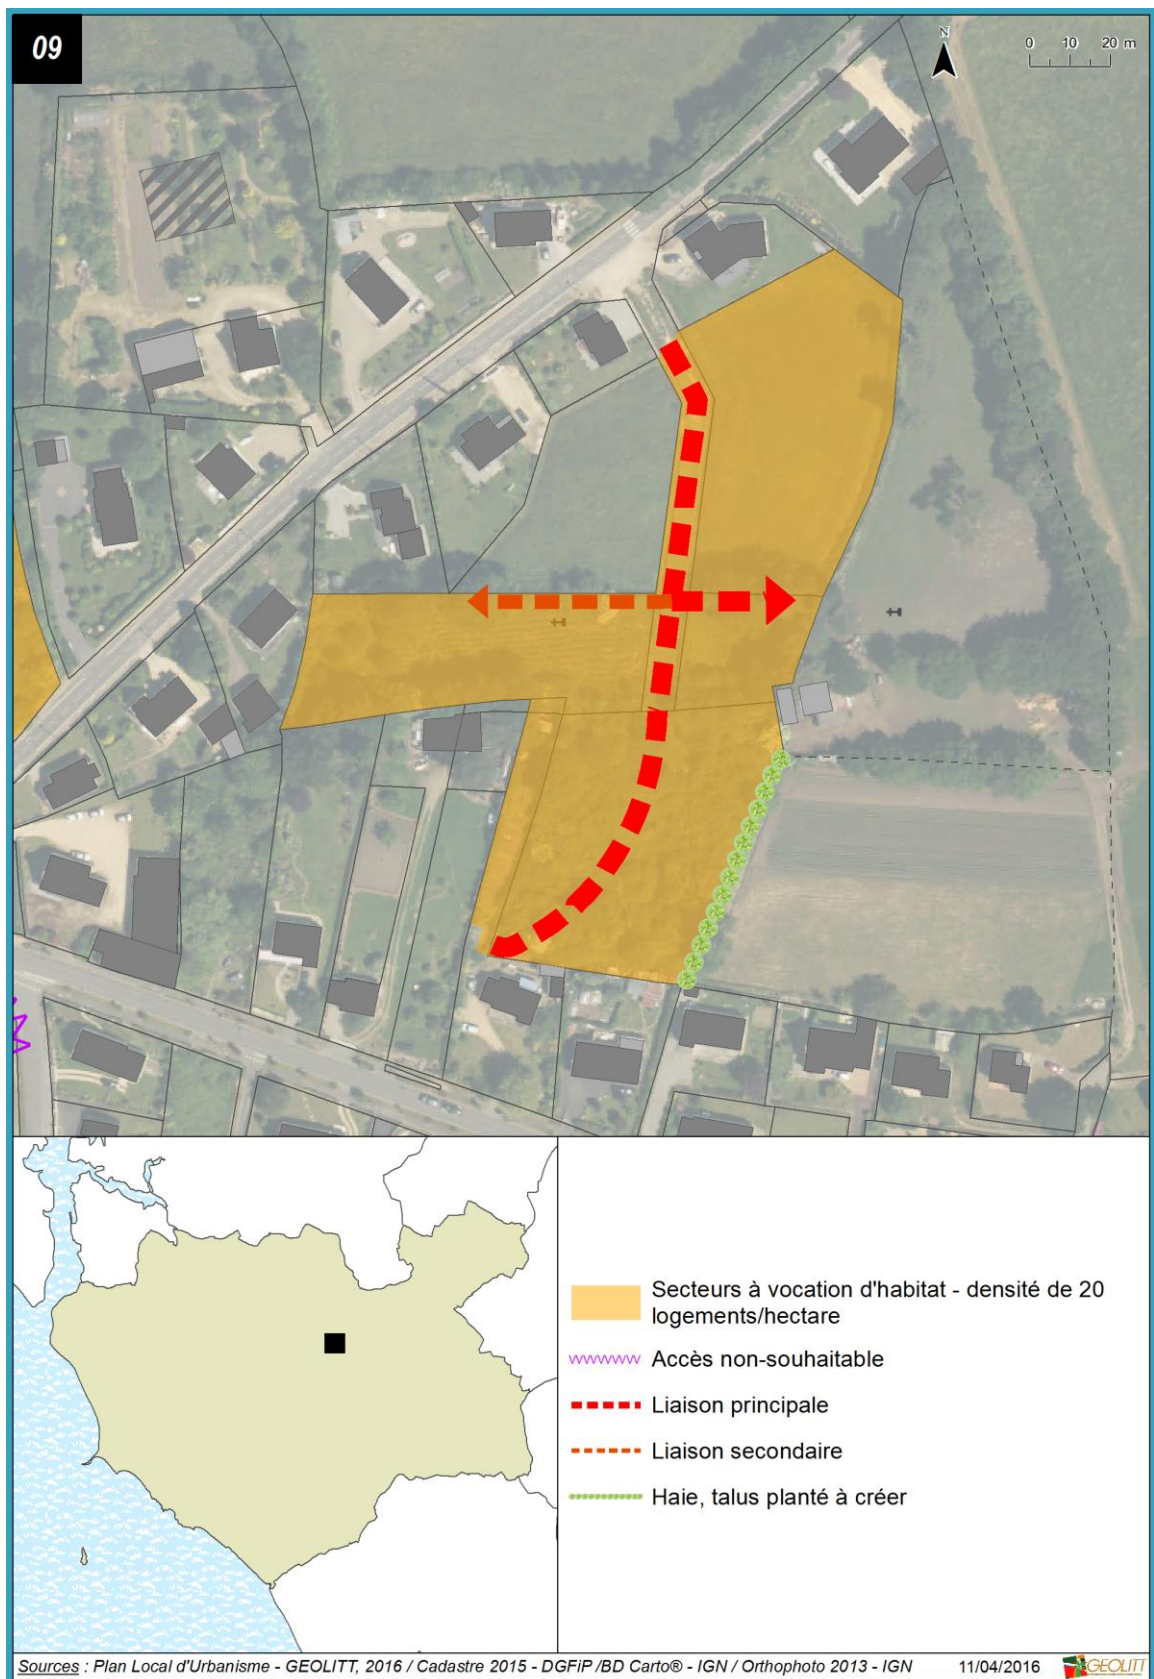 09
N
0 10 20 m
Secteurs à vocation d'habitat - densité de 20
logements/hectare
Accès non-souhaitable
Liaison principale
Liaison secondaire
Haie, talus planté à créer
Sources : Plan Local d'Urbanisme - GEOLITT, 2016 / Cadastre 2015 - DGFiP /BD Carto® - IGN / Orthophoto 2013 - IGN 11/04/2016 GEOLITT